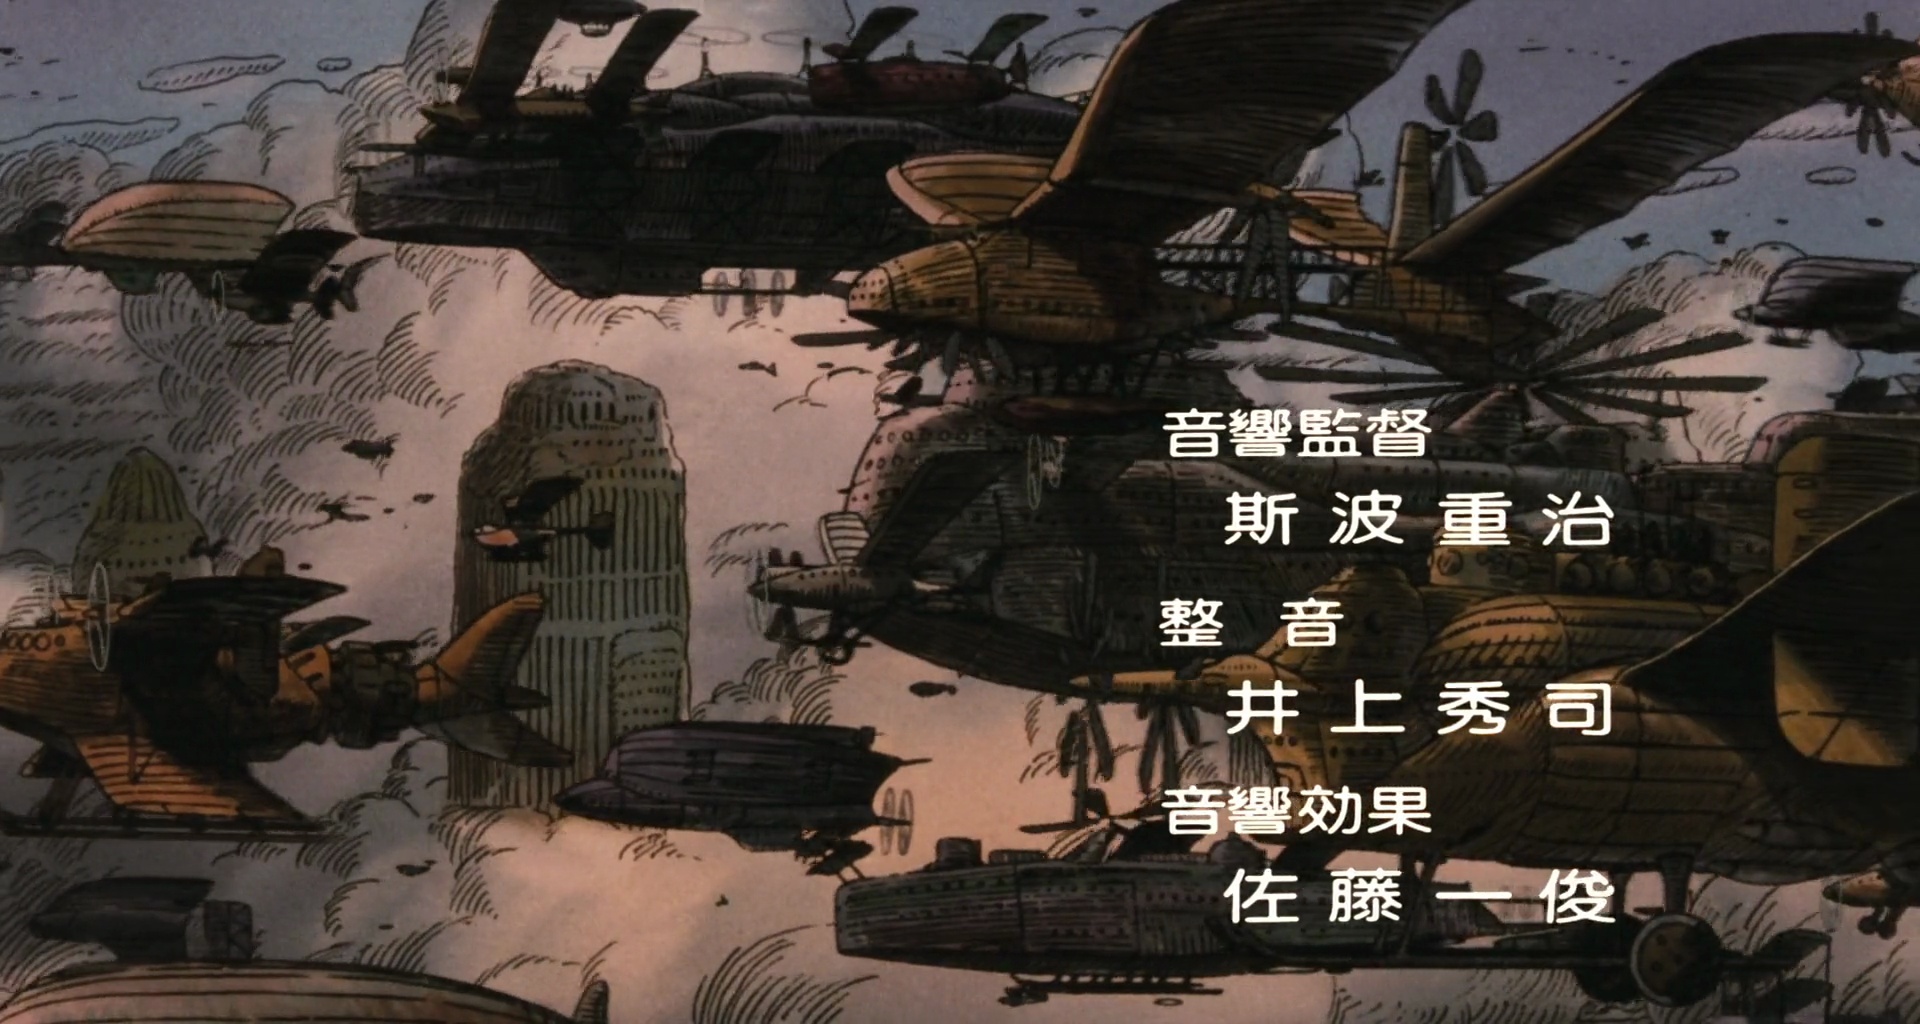 音響監督
斯波重治
整 音
井上秀司
音響効果
佐藤一俊